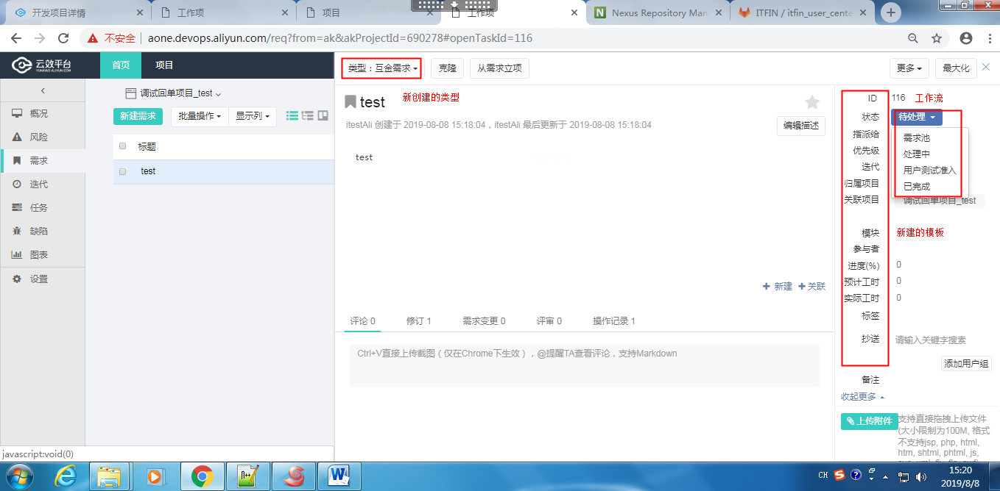 开发项目详情
工作项
项目
工作项
Nexus Repository Man
ITFIN / itfin_user_cente
不安全
aone.devops.aliyun.com/req?from=ak&akProjectId=690278#openTaskId=116
云效平台
YUNXIAO.ALIYUN.COM
首页
项目
类型：互金需求
克隆
从需求立项
更多
最大化
调试回单项目_test
新建需求
批量操作
显示列
标题
test
概况
风险
需求
迭代
任务
缺陷
图表
设置
test
新创建的类型
itestAli 创建于 2019-08-08 15:18:04，itestAli 最后更新于 2019-08-08 15:18:04
编辑描述
test
新建
关联
评论 0
修订 1
需求变更 0
评审 0
操作记录 1
Ctrl+V直接上传截图（仅在Chrome下生效），@提醒TA查看评论，支持Markdown
ID
116
工作流
状态
待处理
指派给
需求池
优先级
处理中
迭代
用户测试准入
归属项目
已完成
关联项目
调试回单项目_test
模块
新建的模板
参与者
进度(%)
0
预计工时
0
实际工时
0
标签
抄送
请输入关键字搜索
添加用户组
备注
收起更多
上传附件
支持直接拖拽上传文件
(大小限制为100M, 格式
不支持jsp, php, html,
htm, shtml, phtml, js,
javascript:void(0)
CH
15:20
2019/8/8